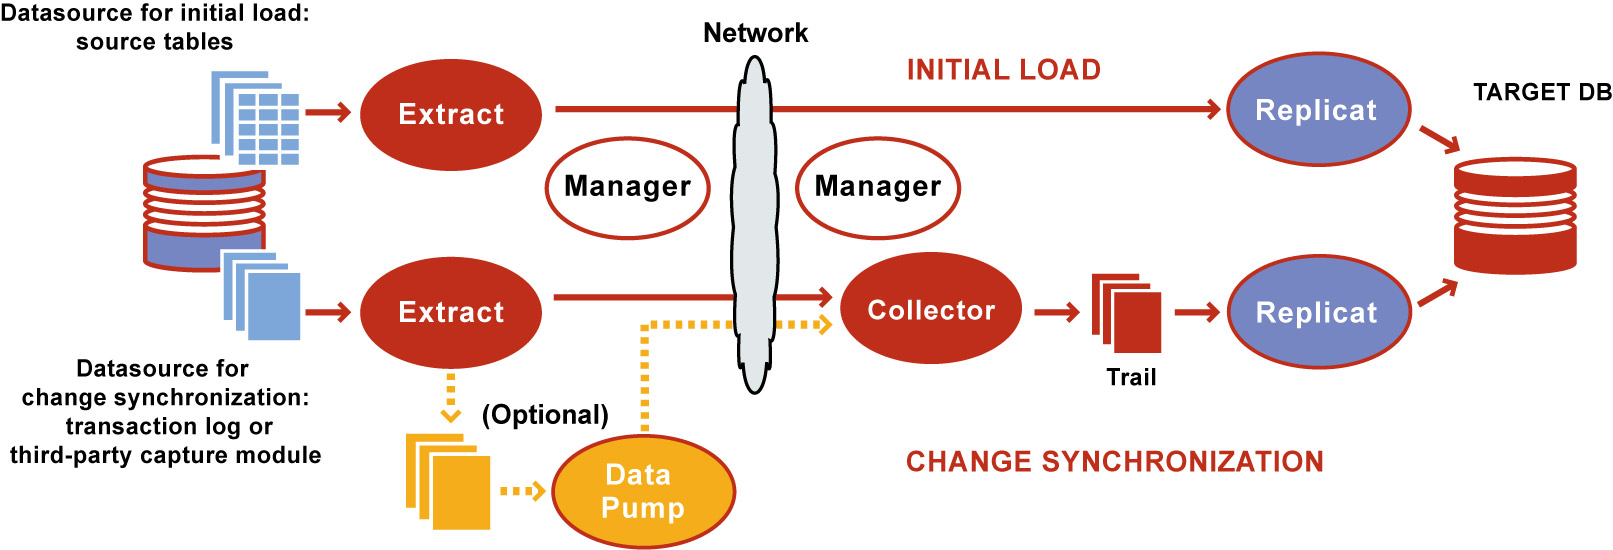 Datasource for initial load:
source tables
Network
INITIAL LOAD
TARGET DB
Extract
Replicat
Manager
Manager
Extract
Collector
Replicat
Trail
Datasource for
change synchronization:
transaction log or
third-party capture module
(Optional)
Data
Pump
CHANGE SYNCHRONIZATION